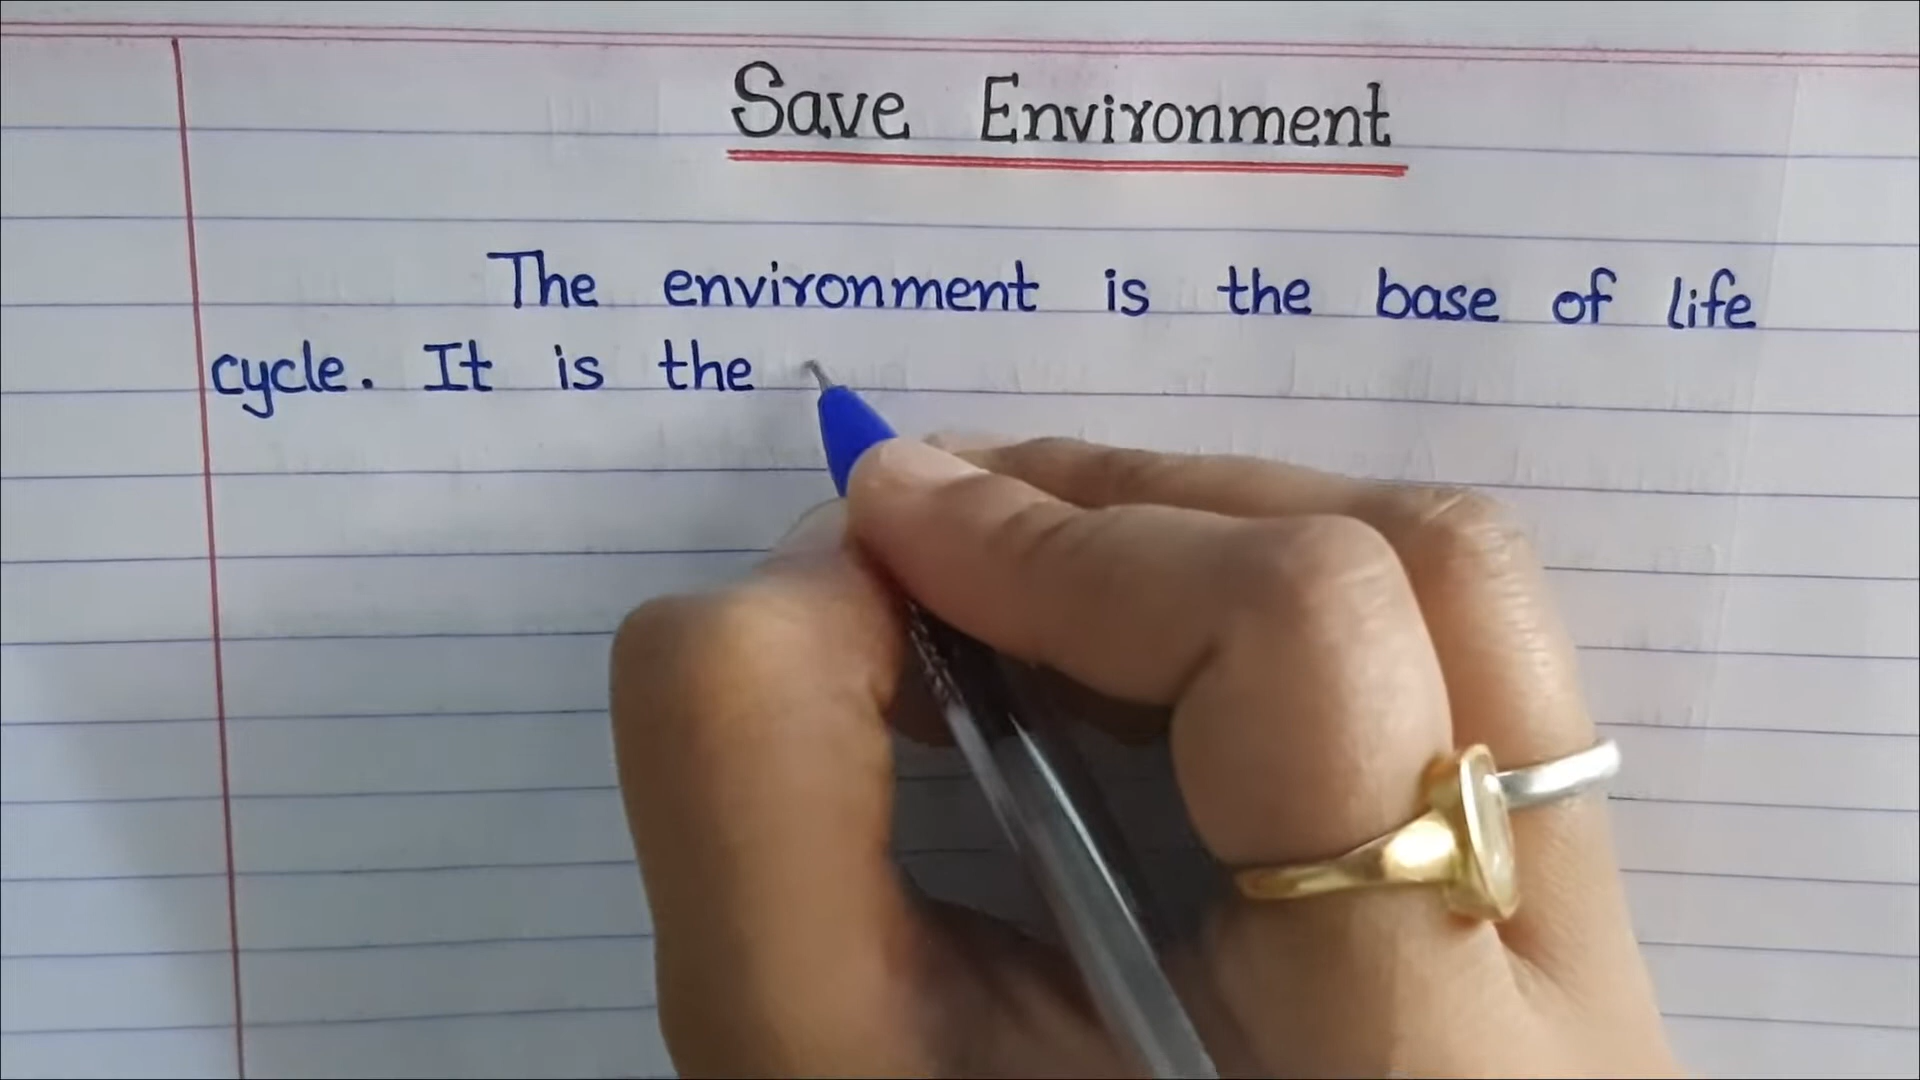 Save Environment
The environment is the base of life
cycle. It is the